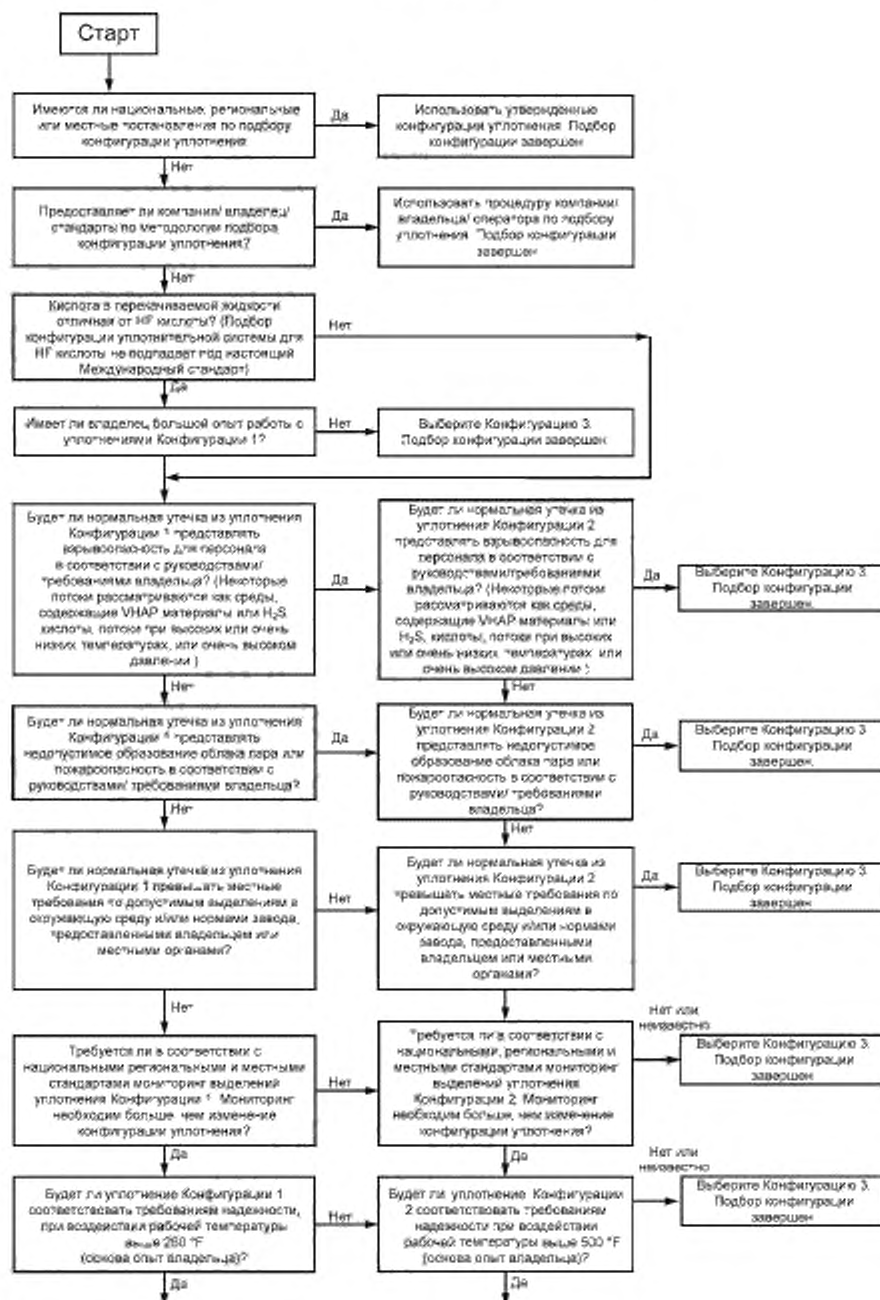 Старт
Имеются ли национальные, региональные
или местные постановления по подбору
конфигурации уплотнения
Да
Использовать утвержденные
конфигурации уплотнения Подбор
конфигурации завершен
Нет
Предоставляет ли компания/ владелец/
стандарты по методологии подбора
конфигурации уплотнения?
Да
Использовать процедуру компании/
владельца/ оператора по подбору
уплотнения Подбор конфигурации
завершен
Нет
Кислота в перекачиваемой жидкости
отличная от HF кислоты? (Подбор
конфигурации уплотнительной системы для
HF кислоты не подпадает под настоящий
Международный стандарт)
Нет
Да
Имеет ли владелец большой опыт работы с
уплотнениями Конфигурации 1?
Нет
Выберите Конфигурацию 3.
Подбор конфигурации завершен
Будет ли нормальная утечка из уплотнения
Конфигурации 1 представлять
взрывоопасность для персонала
в соответствии с руководствами/
требованиями владельца? (Некоторые
потоки рассматриваются как среды,
содержащие VHAP материалы или H₂S
кислоты, потоки при высоких или очень
низких температурах, или очень высоком
давлении )
Да
Будет ли нормальная утечка из
уплотнения Конфигурации 2
представлять взрывоопасность для
персонала в соответствии с
руководствами/требованиями
владельца? (Некоторые потоки
рассматриваются как среды,
содержащие VHAP материалы или
H₂S, кислоты, потоки при высоких
или очень низких температурах или
очень высоком давлении )
Да
Выберите Конфигурацию 3.
Подбор конфигурации
завершен.
Нет
Нет
Будет ли нормальная утечка из уплотнения
Конфигурации 1 представлять
недопустимое образование облака пара или
пожароопасность в соответствии с
руководствами/ требованиями владельца?
Да
Будет ли нормальная утечка из
уплотнения Конфигурации 2
представлять недопустимое
образование облака пара или
пожароопасность в соответствии с
руководствами/ требованиями
владельца?
Да
Выберите Конфигурацию 3
Подбор конфигурации
завершен.
Нет
Нет
Будет ли нормальная утечка из уплотнения
Конфигурации 1 превышать местные
требования по допустимым выделениям в
окружающую среду и/или нормами завода,
предоставленными владельцем или
местными органами?
Нет
Будет ли нормальная утечка из
уплотнения Конфигурации 2
превышать местные требования по
допустимым выделениям в
окружающую среду и/или нормами
завода, предоставленными
владельцем или местными
органами?
Да
Выберите Конфигурацию 3.
Подбор конфигурации
завершен
Нет
Требуется ли в соответствии с
национальными региональными и местными
стандартами мониторинг выделений
уплотнения Конфигурации 1 Мониторинг
необходим больше, чем изменение
конфигурации уплотнения?
Нет
Требуется ли в соответствии с
национальными, региональными и
местными стандартами мониторинг
выделений уплотнения
Конфигурации 2 Мониторинг
необходим больше, чем изменение
конфигурации уплотнения?
Нет или
неизвестно
Выберите Конфигурацию 3.
Подбор конфигурации
завершен
Да
Да
Будет ли уплотнение Конфигурации 1
соответствовать требованиям надежности,
при воздействии рабочей температуры
выше 260 °F
(основа опыт владельца)?
Нет
Будет ли уплотнение Конфигурации
2 соответствовать требованиям
надежности при воздействии
рабочей температуры выше 500 °F
(основа опыт владельца)?
Нет или
неизвестно
Выберите Конфигурацию 3.
Подбор конфигурации
завершен
Да
Да